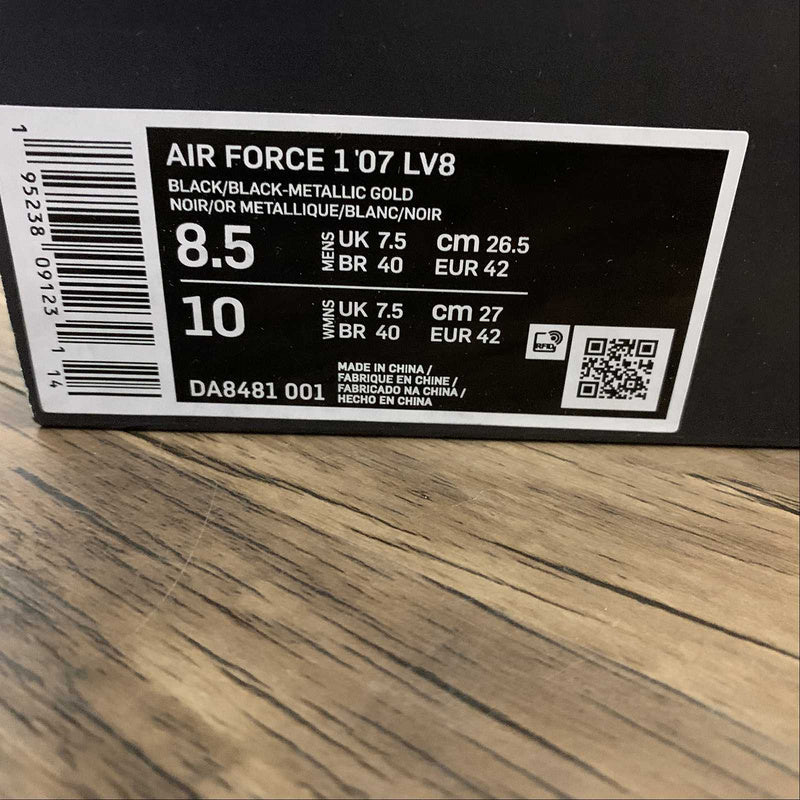 AIR FORCE 1 '07 LV8
BLACK/BLACK-METALLIC GOLD
NOIR/OR METALLIQUE/BLANC/NOIR
8.5 MENS UK 7.5 cm 26.5
BR 40 EUR 42
10 WMNS UK 7.5 cm 27
BR 40 EUR 42
RFID
DA8481 001
MADE IN CHINA /
FABRIQUE EN CHINE /
FABRICADO NA CHINA /
HECHO EN CHINA
1 95238 09123 1 14